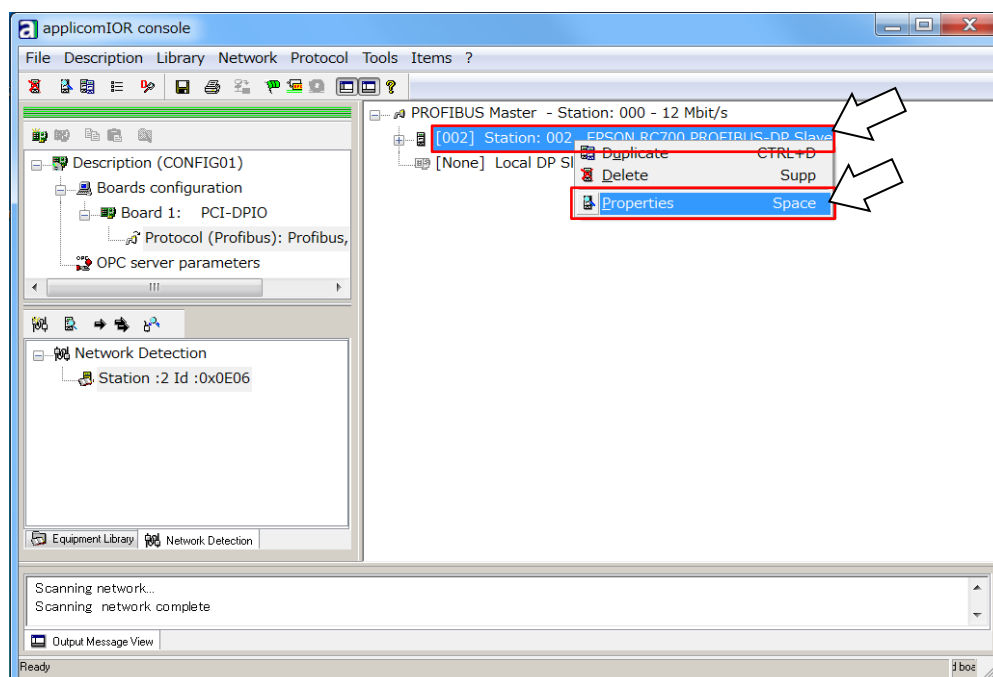 applicomIOR console
File Description Library Network Protocol Tools Items ?
PROFIBUS Master - Station: 000 - 12 Mbit/s
[002] Station: 002 EPSON RC700 PROFIBUS-DP Slave
[None] Local DP Sl
Duplicate CTRL+D
Delete Supp
Properties Space
Description (CONFIG01)
Boards configuration
Board 1: PCI-DPIO
Protocol (Profibus): Profibus,
OPC server parameters
Network Detection
Station :2 Id :0x0E06
Equipment Library Network Detection
Scanning network...
Scanning network complete
Output Message View
Ready